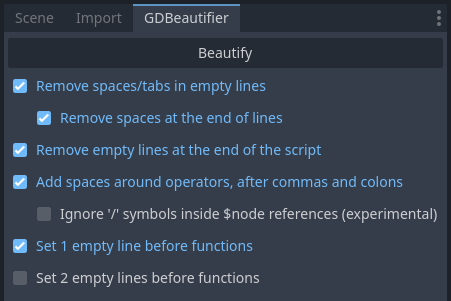 Scene Import GDBeautifier
Beautify
Remove spaces/tabs in empty lines
Remove spaces at the end of lines
Remove empty lines at the end of the script
Add spaces around operators, after commas and colons
Ignore '/' symbols inside $node references (experimental)
Set 1 empty line before functions
Set 2 empty lines before functions